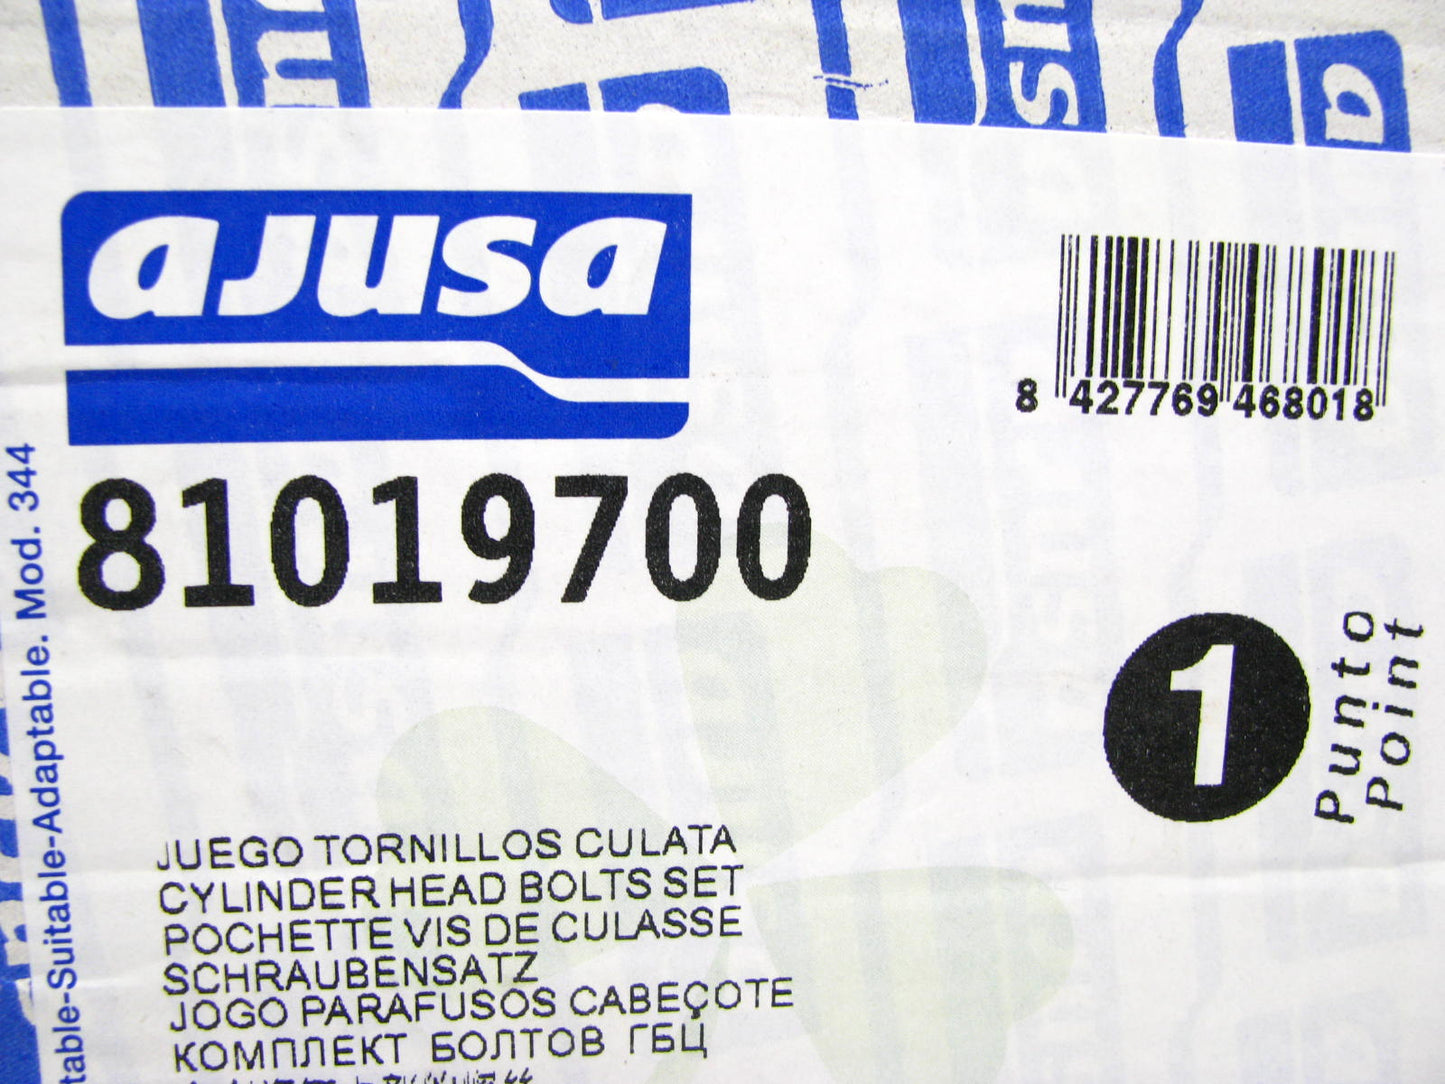 ajusa
8 427769 468018
81019700
1
Punto
Point
JUEGO TORNILLOS CULATA
CYLINDER HEAD BOLTS SET
POCHETTE VIS DE CULASSE
SCHRAUBENSATZ
JOGO PARAFUSOS CABEÇOTE
КОМПЛЕКТ БОЛТОВ ГБЦ
table-Suitable-Adaptable. Mod. 344